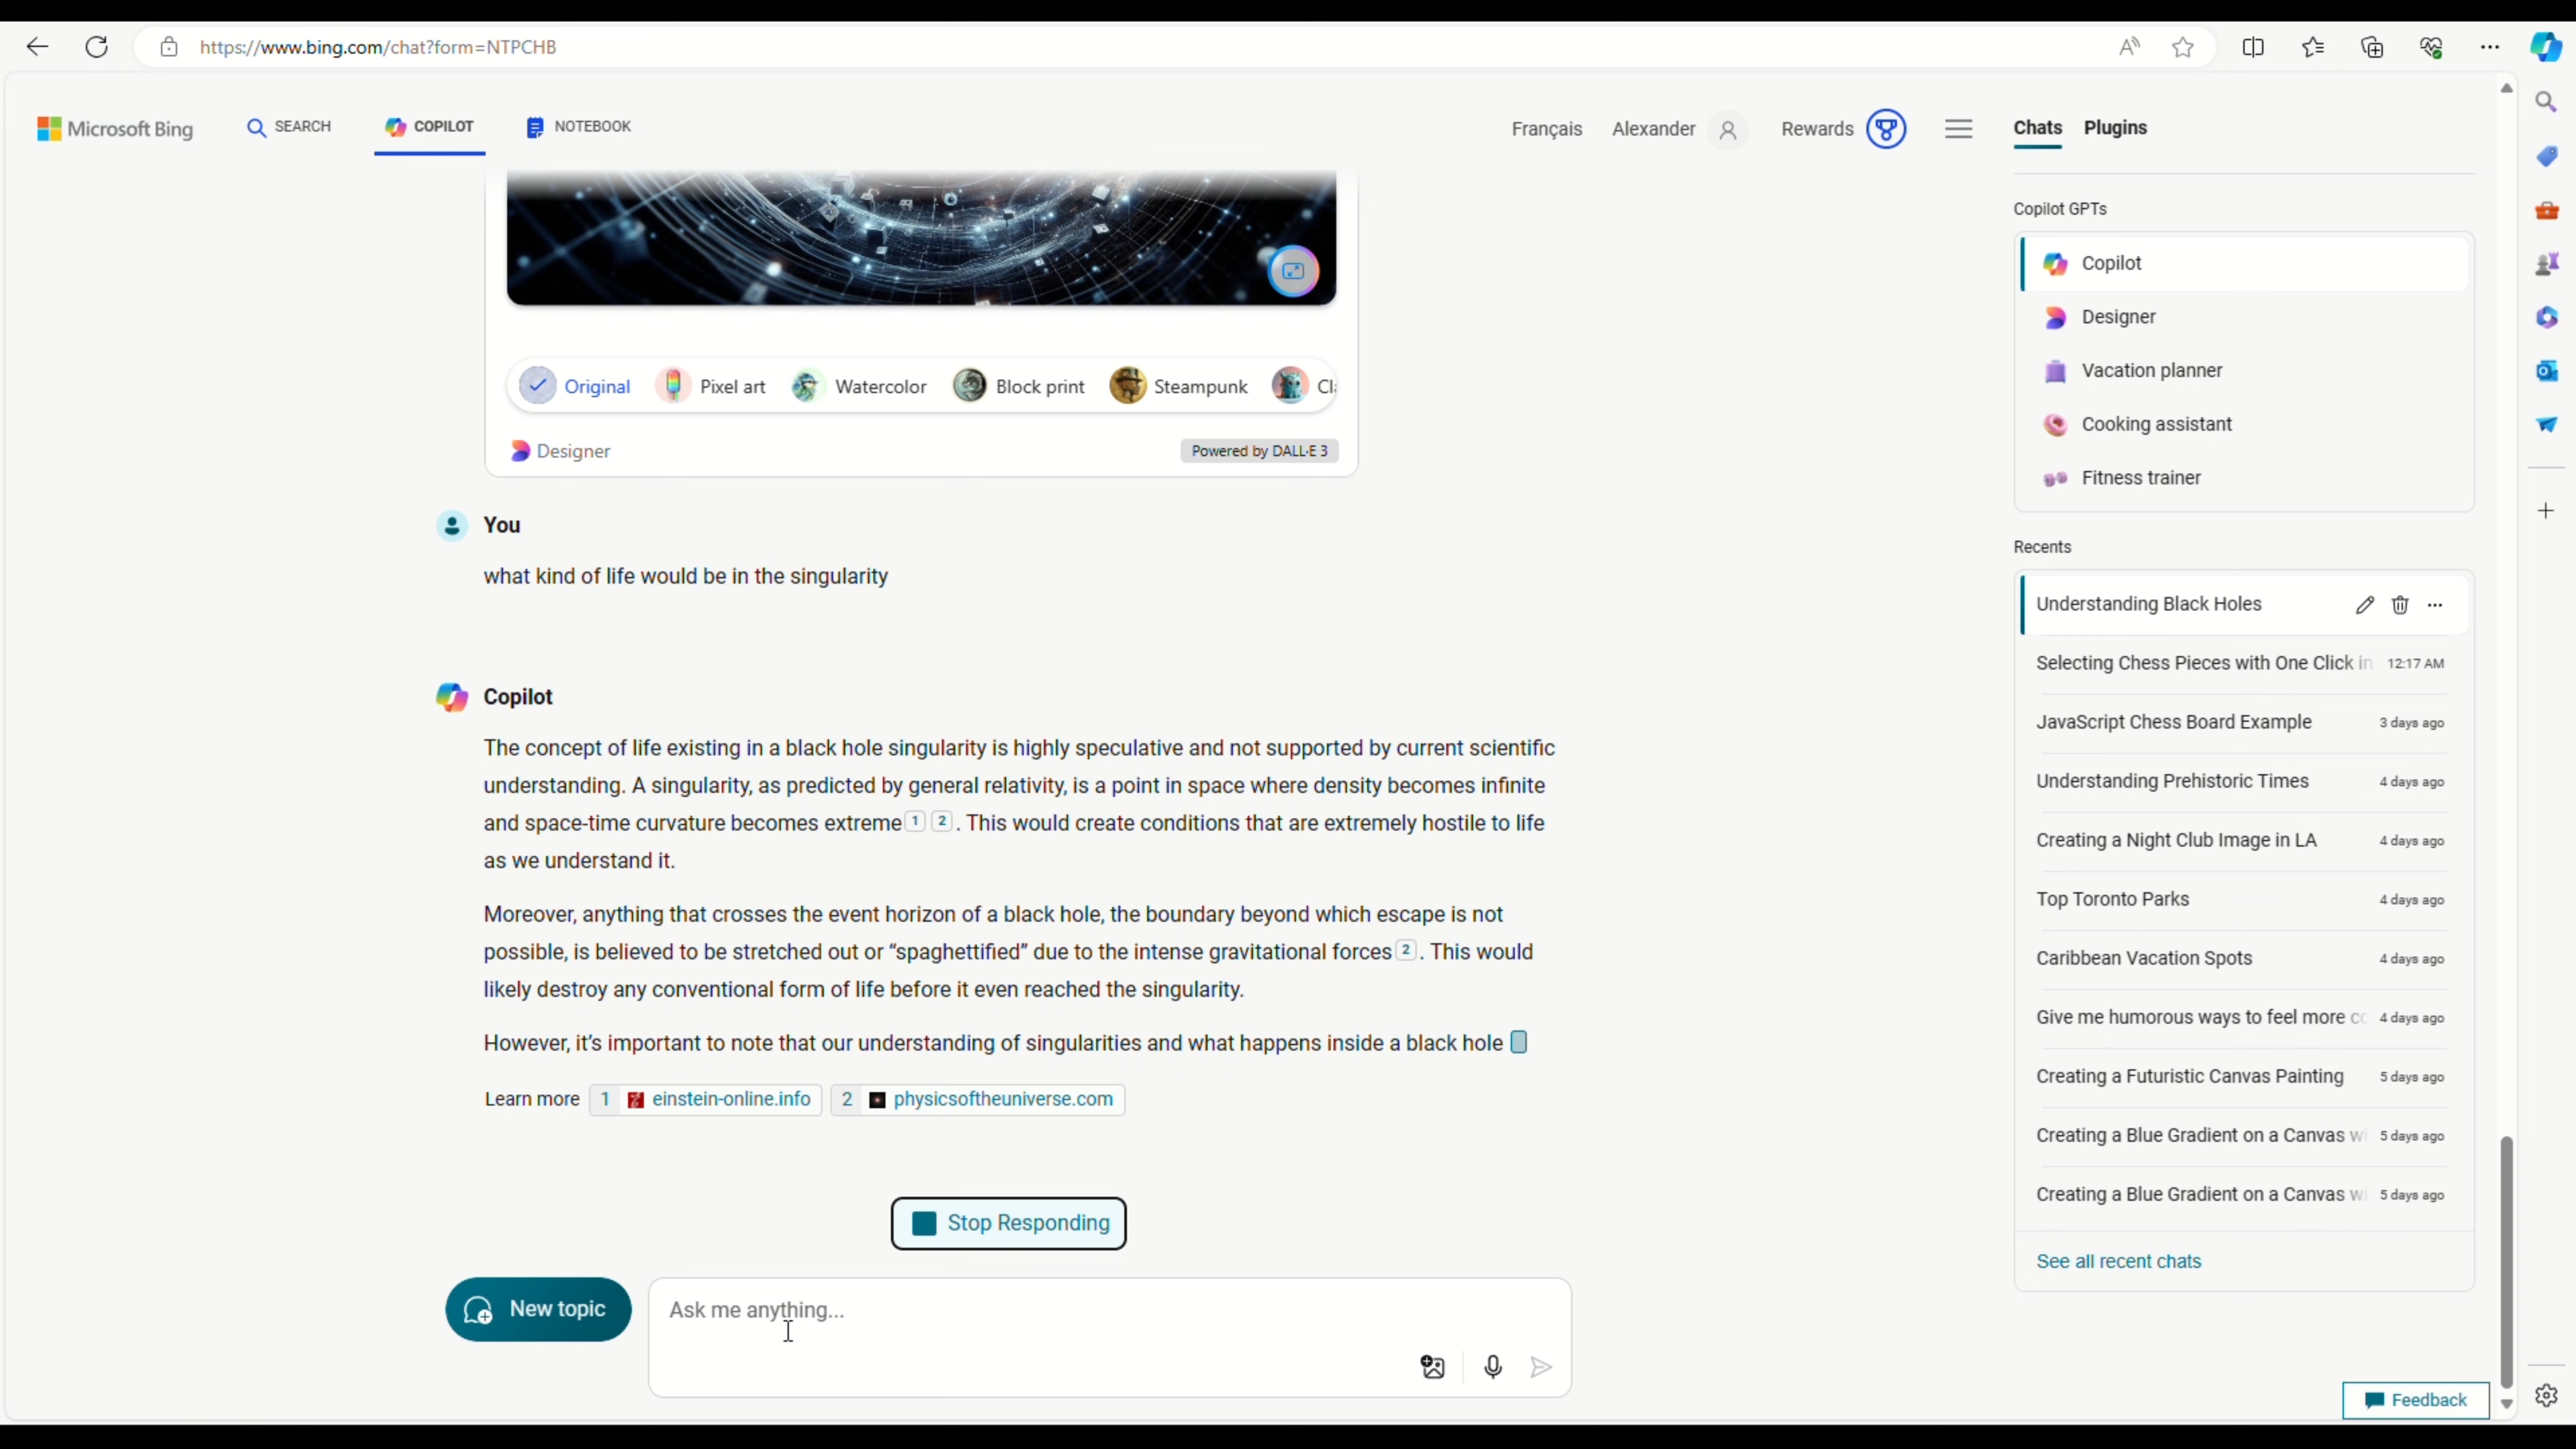 https://www.bing.com/chat?form=NTPCHB
Microsoft Bing
SEARCH
COPILOT
NOTEBOOK
Français
Alexander
Rewards
Chats
Plugins
Original
Pixel art
Watercolor
Block print
Steampunk
Designer
Powered by DALL·E 3
You
what kind of life would be in the singularity
Copilot
The concept of life existing in a black hole singularity is highly speculative and not supported by current scientific
understanding. A singularity, as predicted by general relativity, is a point in space where density becomes infinite
and space-time curvature becomes extreme 1 2 . This would create conditions that are extremely hostile to life
as we understand it.
Moreover, anything that crosses the event horizon of a black hole, the boundary beyond which escape is not
possible, is believed to be stretched out or “spaghettified” due to the intense gravitational forces 2 . This would
likely destroy any conventional form of life before it even reached the singularity.
However, it’s important to note that our understanding of singularities and what happens inside a black hole
Learn more 1 einstein-online.info 2 physicsoftheuniverse.com
Stop Responding
New topic
Ask me anything...
Copilot GPTs
Copilot
Designer
Vacation planner
Cooking assistant
Fitness trainer
Recents
Understanding Black Holes
Selecting Chess Pieces with One Click in 12:17 AM
JavaScript Chess Board Example 3 days ago
Understanding Prehistoric Times 4 days ago
Creating a Night Club Image in LA 4 days ago
Top Toronto Parks 4 days ago
Caribbean Vacation Spots 4 days ago
Give me humorous ways to feel more 4 days ago
Creating a Futuristic Canvas Painting 5 days ago
Creating a Blue Gradient on a Canvas 5 days ago
Creating a Blue Gradient on a Canvas 5 days ago
See all recent chats
Feedback